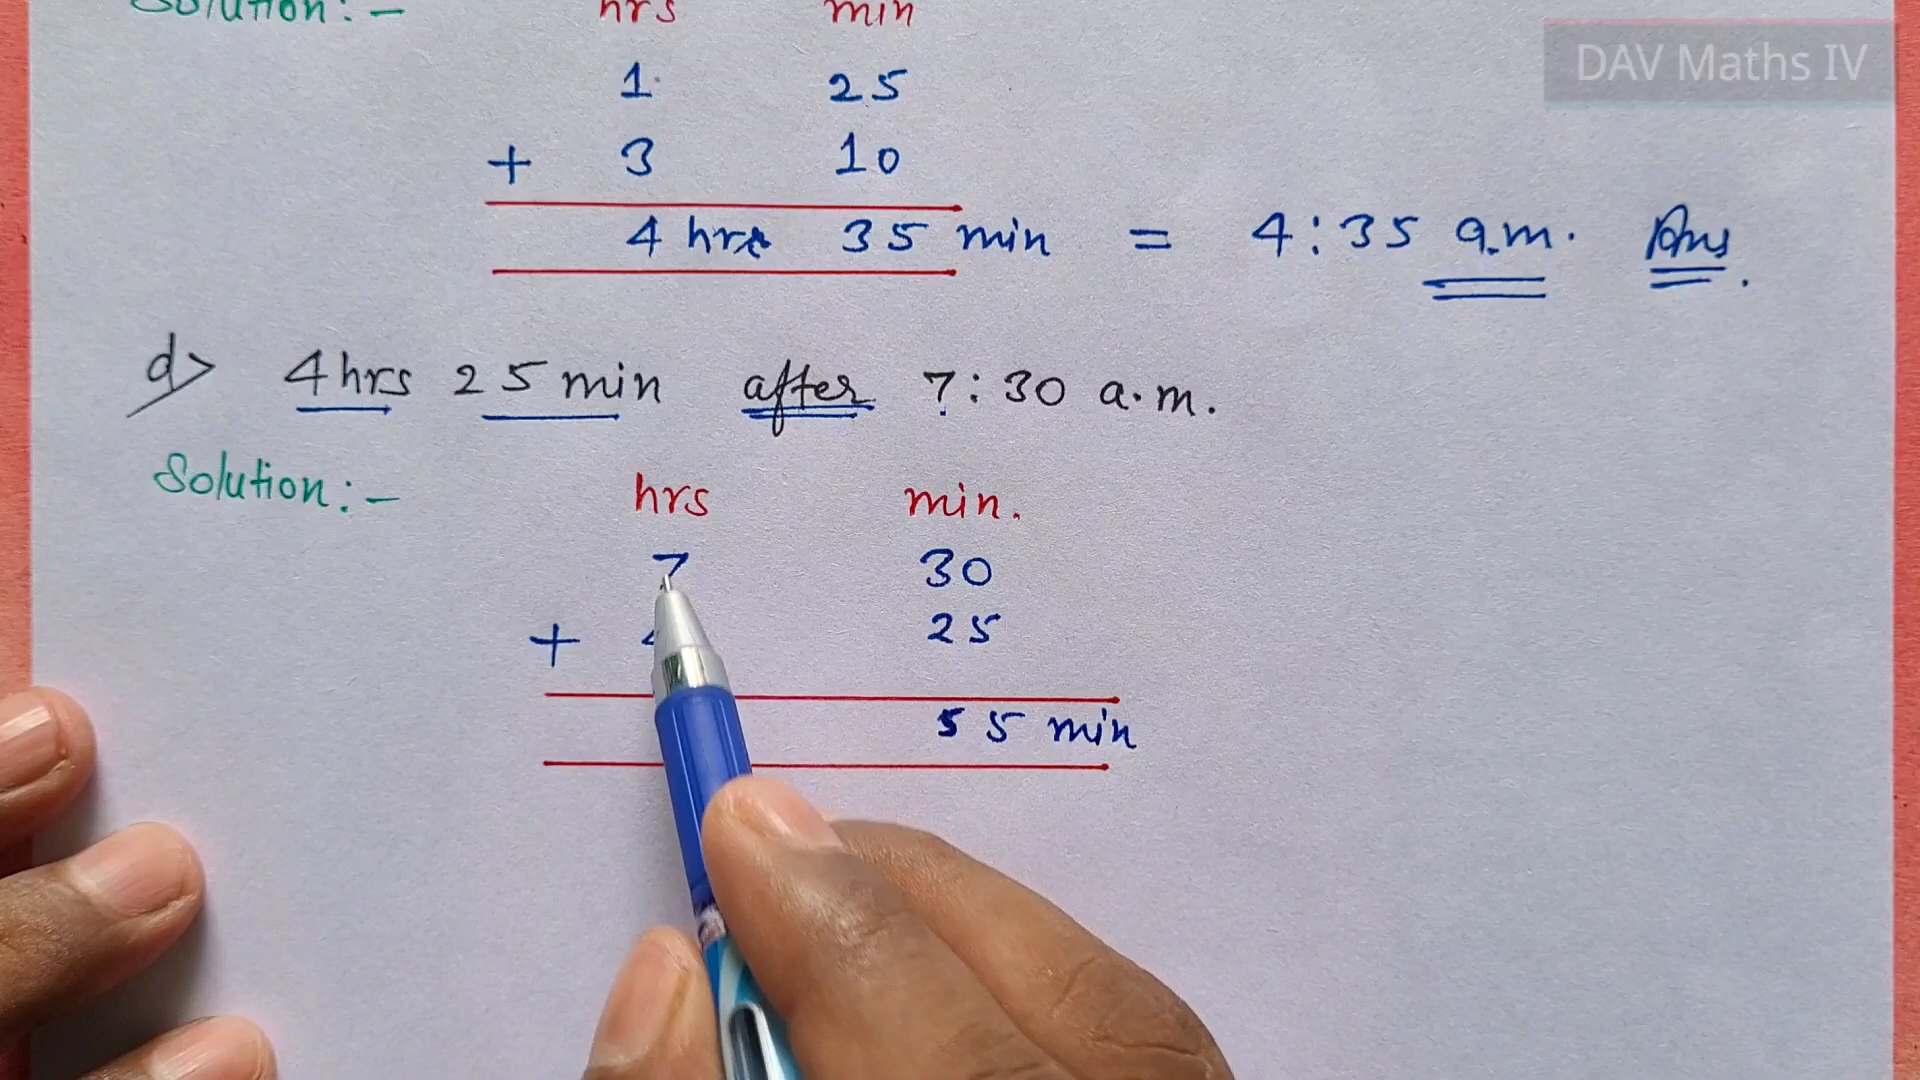 Solution:-
hrs min
DAV Maths IV
1 25
+ 3 10
4 hrs 35 min = 4:35 a.m. Ans.
d> 4hrs 25 min after 7:30 a.m.
Solution:-
hrs min.
7 30
+ 4 25
55 min